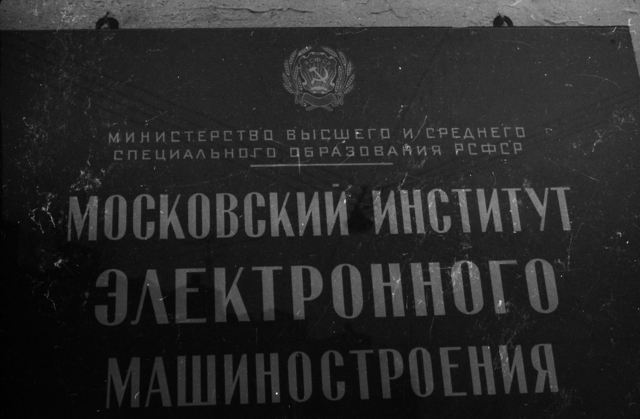 МИНИСТЕРСТВО ВЫСШЕГО И СРЕДНЕГО
СПЕЦИАЛЬНОГО ОБРАЗОВАНИЯ РСФСР
МОСКОВСКИЙ ИНСТИТУТ
ЭЛЕКТРОННОГО
МАШИНОСТРОЕНИЯ